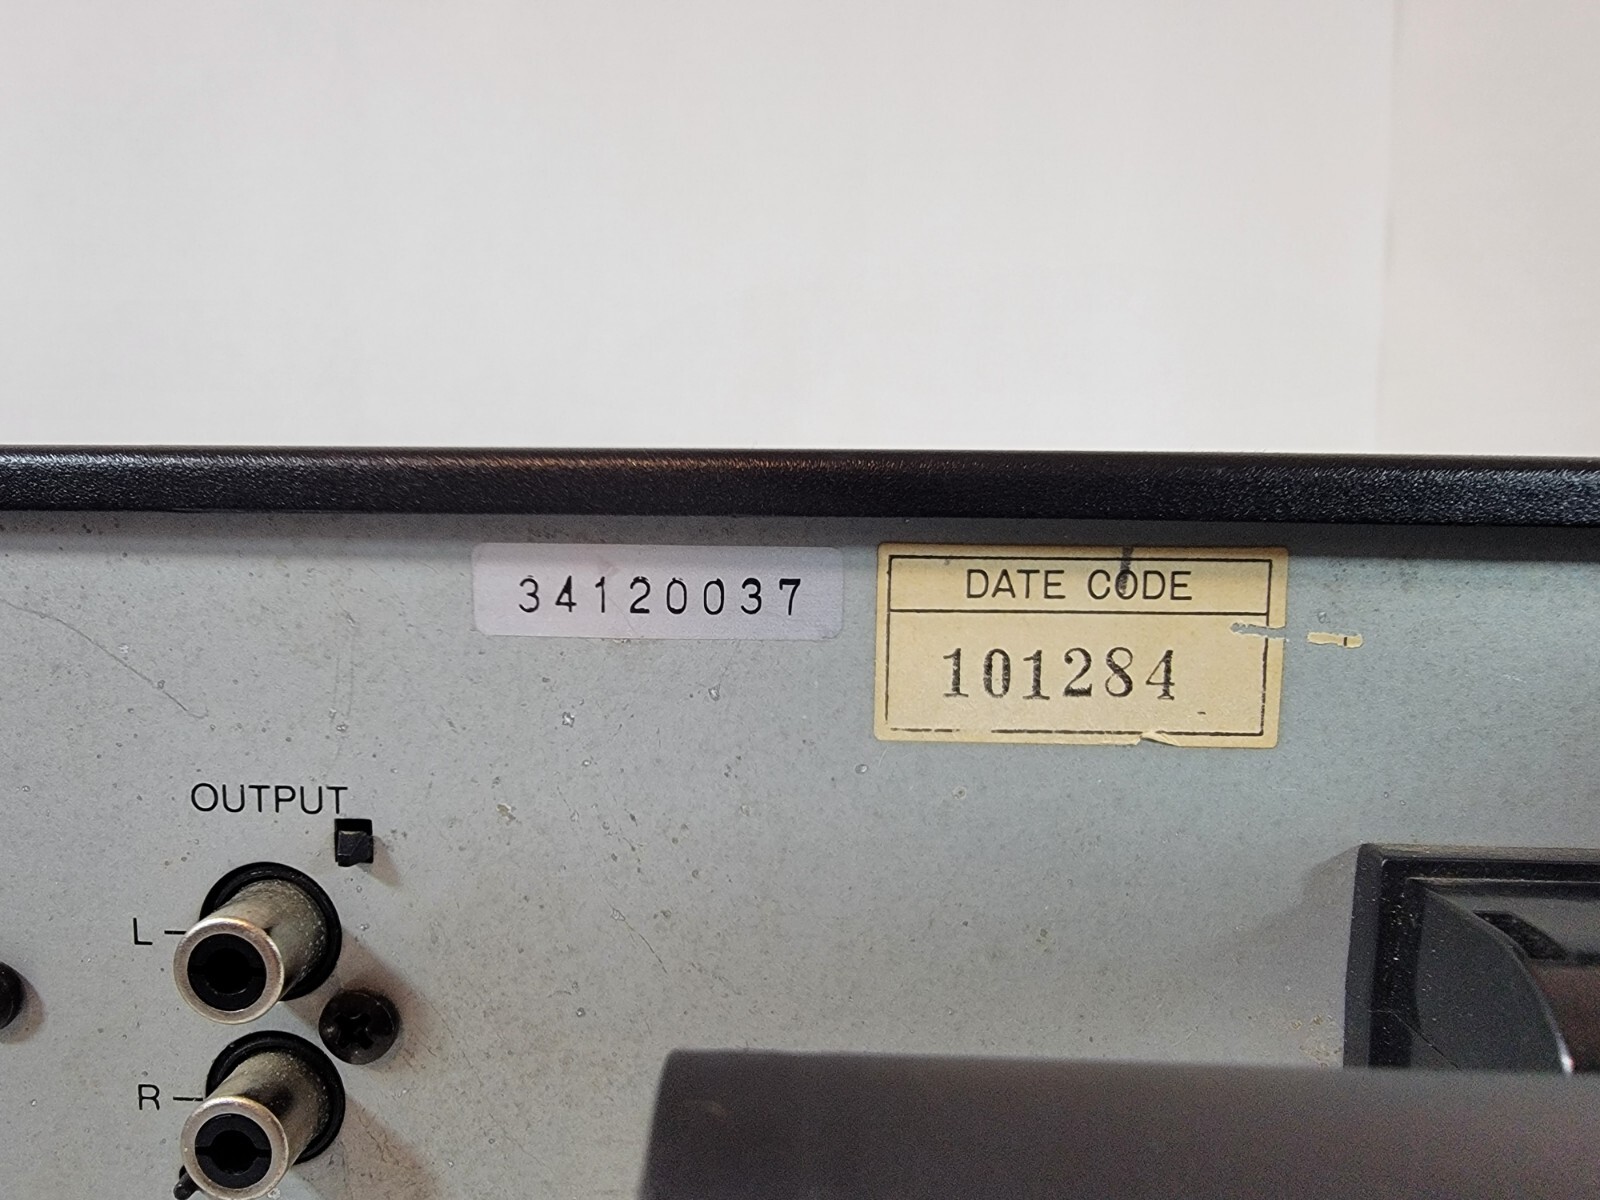 34120037
DATE CODE
101284
OUTPUT
L
R